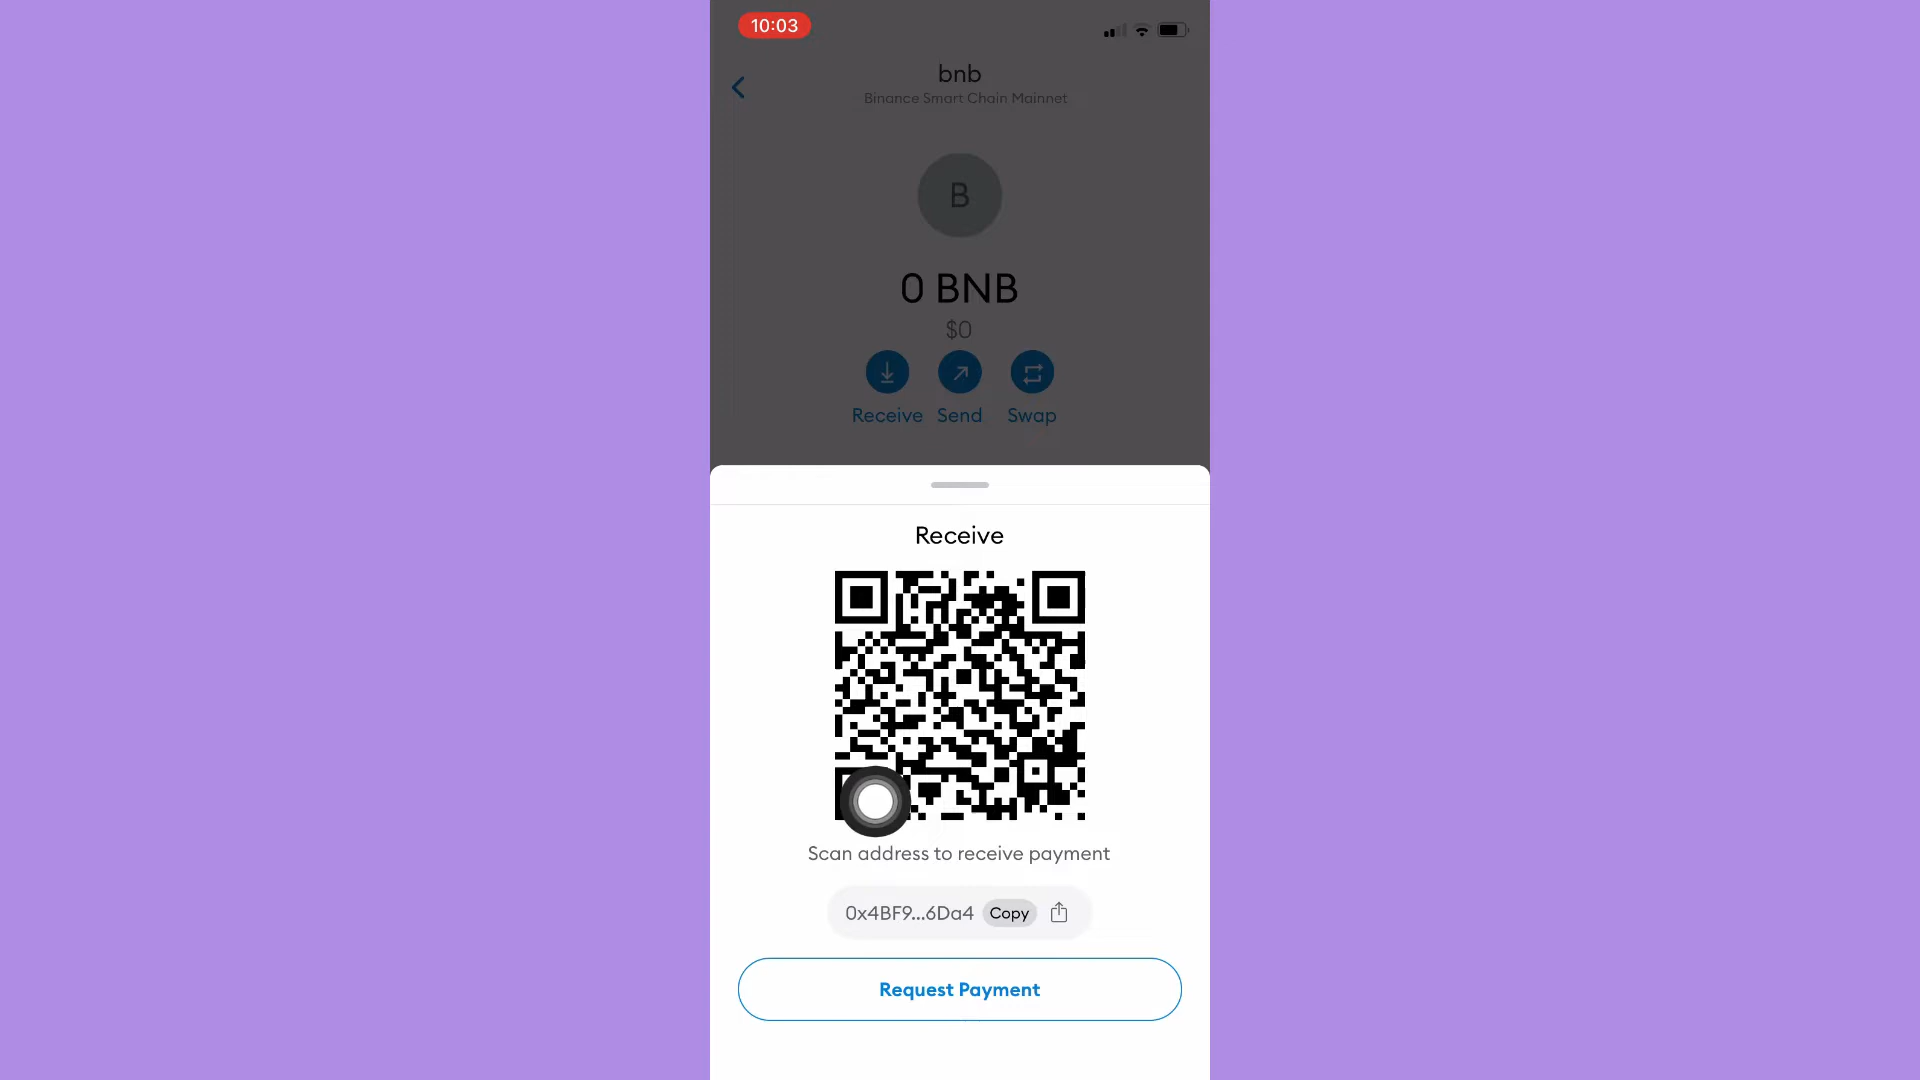 10:03
bnb
Binance Smart Chain Mainnet
B
0 BNB
$0
Receive Send Swap
Receive
Scan address to receive payment
0x4BF9...6Da4 Copy
Request Payment